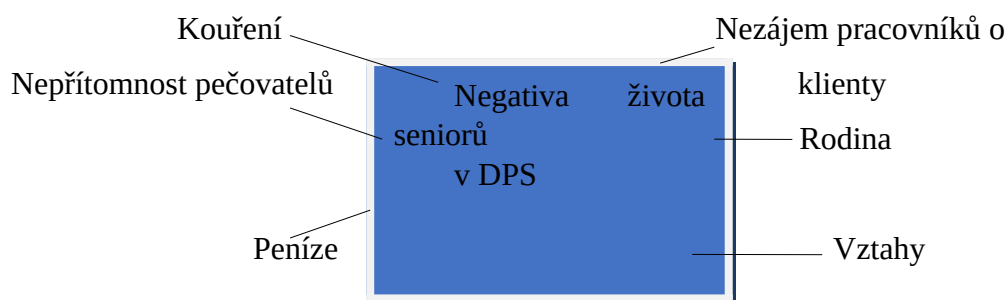 Kouření
Nezájem pracovníků o
klienty
Nepřítomnost pečovatelů
Negativa života
seniorů
v DPS
Rodina
Peníze
Vztahy